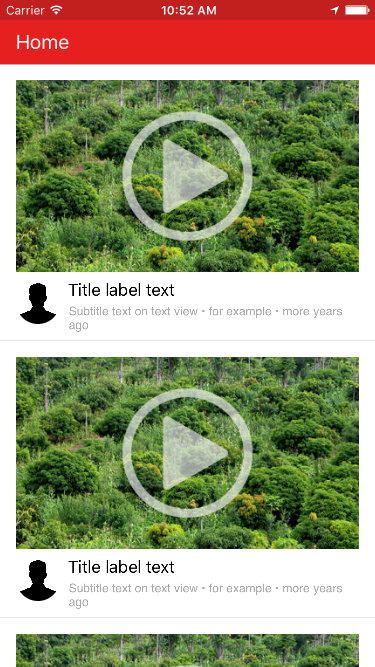 Carrier 10:52 AM
Home
Title label text
Subtitle text on text view • for example • more years
ago
Title label text
Subtitle text on text view • for example • more years
ago